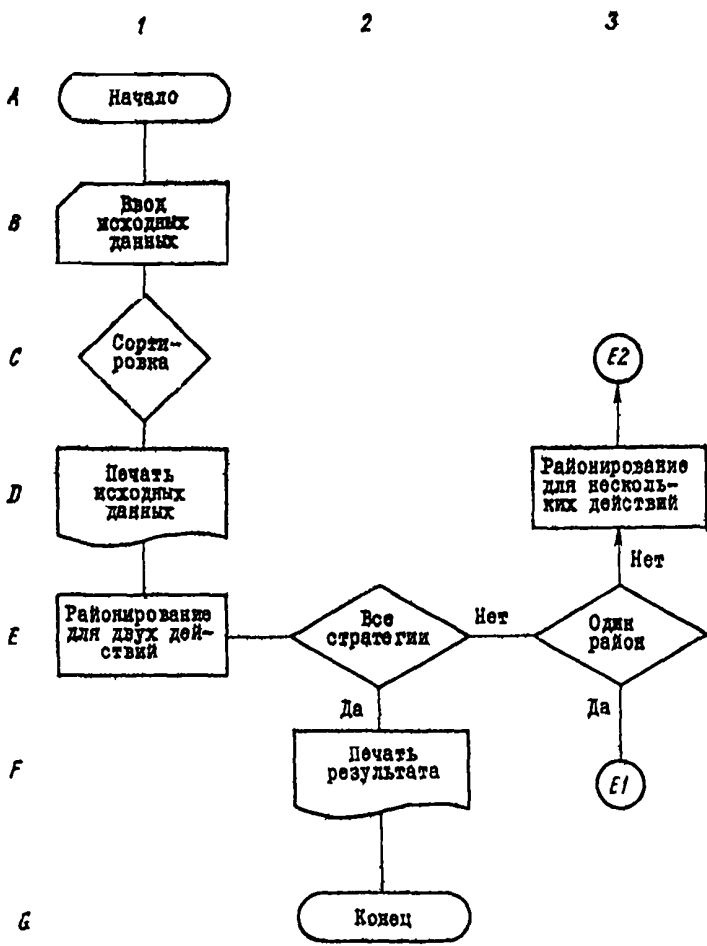 1 2 3
A
Начало
B
Ввод
исходных
данных
C
Сорти-
ровка
E2
D
Печать
исходных
данных
Районирование
для несколь-
ких действий
Нет
E
Районирование
для двух дей-
ствий
Все
стратегии
Нет
Один
район
Да
Да
F
Печать
результата
E1
G
Конец